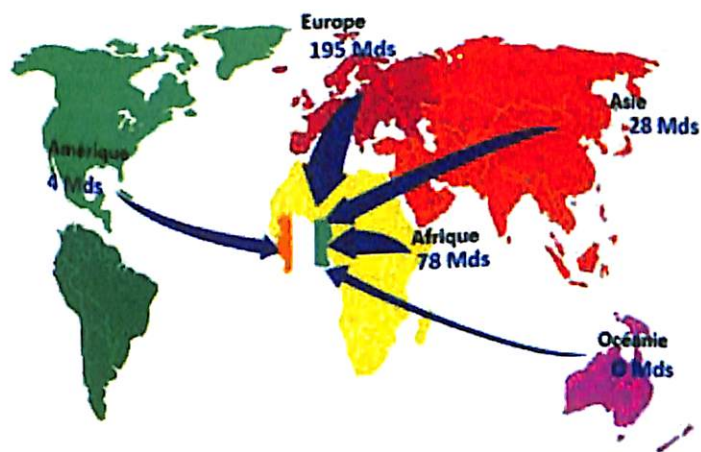 Europe
195 Mds
Asie
28 Mds
Amérique
4 Mds
Afrique
78 Mds
Océanie
0 Mds